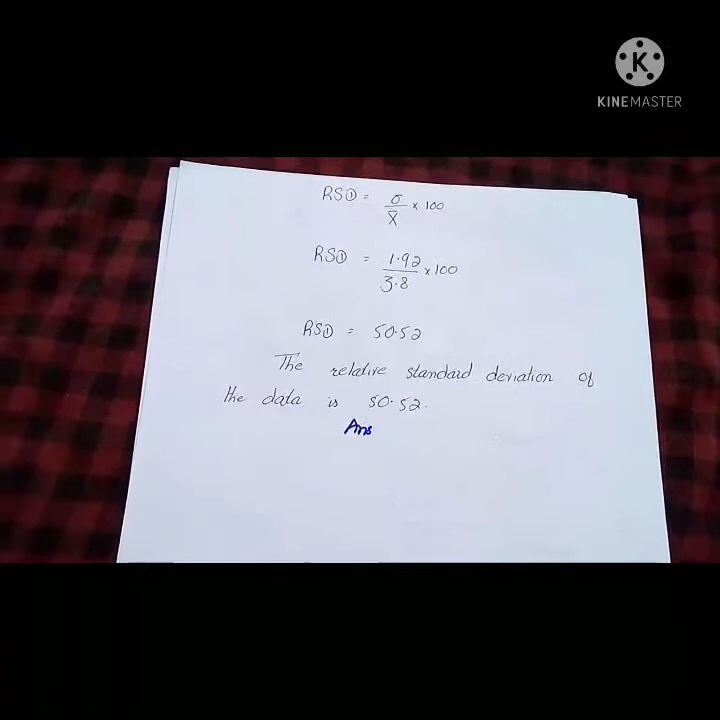 KINEMASTER
RSD = σ/X̄ × 100
RSD = 1.92/3.8 × 100
RSD = 50.52
The relative standard deviation of
the data is 50.52.
Ans